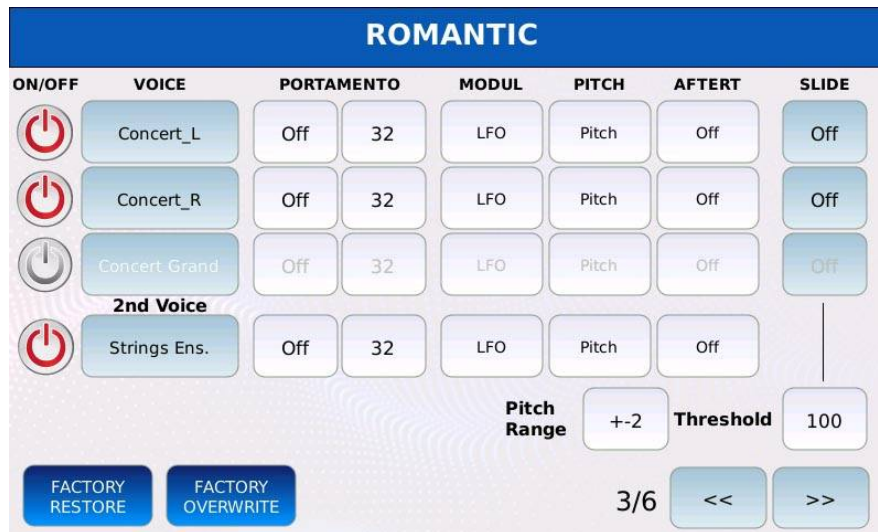 ROMANTIC
ON/OFF VOICE PORTAMENTO MODUL PITCH AFTERT SLIDE
Concert_L Off 32 LFO Pitch Off Off
Concert_R Off 32 LFO Pitch Off Off
Concert Grand Off 32 LFO Pitch Off Off
2nd Voice
Strings Ens. Off 32 LFO Pitch Off
Pitch
Range +-2 Threshold 100
FACTORY
RESTORE FACTORY
OVERWRITE 3/6 << >>